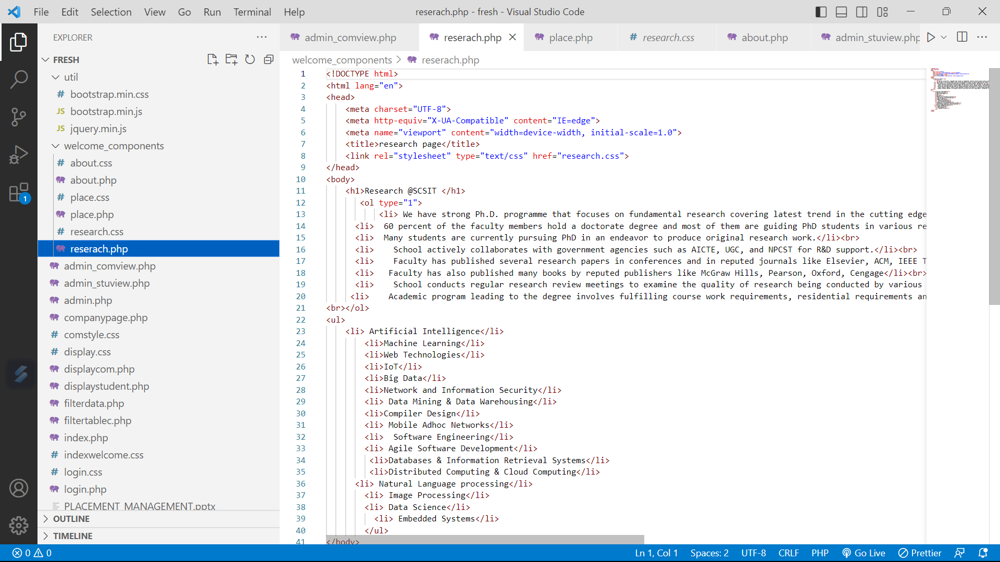 File Edit Selection View Go Run Terminal Help
reserach.php - fresh - Visual Studio Code
EXPLORER
FRESH
util
# bootstrap.min.css
JS bootstrap.min.js
JS jquery.min.js
welcome_components
# about.css
about.php
# place.css
place.php
# research.css
reserach.php
admin_comview.php
admin_stuview.php
admin.php
companypage.php
# comstyle.css
# display.css
displaycom.php
displaystudent.php
filterdata.php
filtertablec.php
index.php
# indexwelcome.css
# login.css
login.php
PLACEMENT_MANAGEMENT.pptx
OUTLINE
TIMELINE
1
admin_comview.php reserach.php place.php # research.css about.php admin_stuview.php
welcome_components > reserach.php
1 <!DOCTYPE html>
2 <html lang="en">
3 <head>
4 <meta charset="UTF-8">
5 <meta http-equiv="X-UA-Compatible" content="IE=edge">
6 <meta name="viewport" content="width=device-width, initial-scale=1.0">
7 <title>research page</title>
8 <link rel="stylesheet" type="text/css" href="research.css">
9 </head>
10 <body>
11 <h1>Research @SCSIT </h1>
12 <ol type="1">
13 <li> We have strong Ph.D. programme that focuses on fundamental research covering latest trend in the cutting edge
14 <li> 60 percent of the faculty members hold a doctorate degree and most of them are guiding PhD students in various re
15 <li> Many students are currently pursuing PhD in an endeavor to produce original research work.</li><br>
16 <li> School actively collaborates with government agencies such as AICTE, UGC, and NPCST for R&D support.</li><br>
17 <li> Faculty has published several research papers in conferences and in reputed journals like Elsevier, ACM, IEEE T
18 <li> Faculty has also published many books by reputed publishers like McGraw Hills, Pearson, Oxford, Cengage</li><br>
19 <li> School conducts regular research review meetings to examine the quality of research being conducted by various
20 <li> Academic program leading to the degree involves fulfilling course work requirements, residential requirements an
21 <br></ol>
22 <ul>
23 <li> Artificial Intelligence</li>
24 <li>Machine Learning</li>
25 <li>Web Technologies</li>
26 <li>IoT</li>
27 <li>Big Data</li>
28 <li>Network and Information Security</li>
29 <li> Data Mining & Data Warehousing</li>
30 <li>Compiler Design</li>
31 <li> Mobile Adhoc Networks</li>
32 <li> Software Engineering</li>
33 <li> Agile Software Development</li>
34 <li>Databases & Information Retrieval Systems</li>
35 <li>Distributed Computing & Cloud Computing</li>
36 <li> Natural Language processing</li>
37 <li> Image Processing</li>
38 <li> Data Science</li>
39 <li> Embedded Systems</li>
40 </ul>
41 </body>
0 0 Ln 1, Col 1 Spaces: 2 UTF-8 CRLF PHP Go Live Prettier